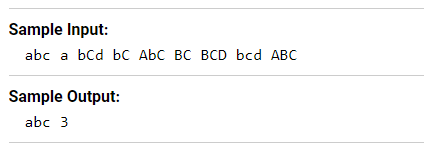 Sample Input:
abc a bCd bC AbC BC BCD bcd ABC
Sample Output:
abc 3